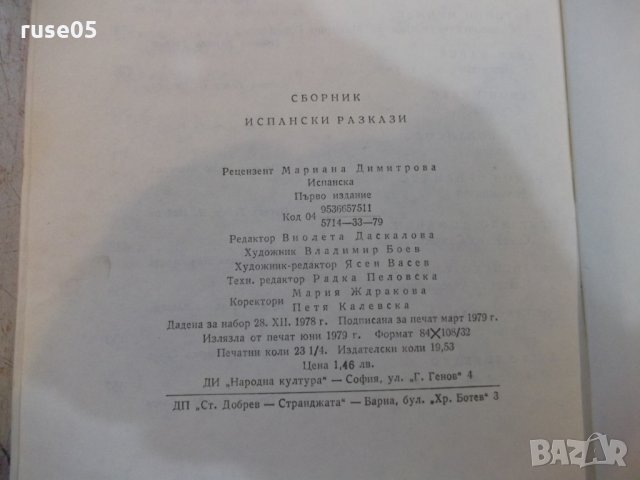 ruse05
СБОРНИК
ИСПАНСКИ РАЗКАЗИ
Рецензент Мариана Димитрова
Испанска
Първо издание
Код 04 9536657511
5714—33—79
Редактор Виолета Даскалова
Художник Владимир Боев
Художник-редактор Ясен Васев
Техн. редактор Радка Пеловска
Коректори Мария Ждракова
Петя Калевска
Дадена за набор 28. XII. 1978 г. Подписана за печат март 1979 г.
Излязла от печат юни 1979 г. Формат 84×108/32
Печатни коли 23 1/4. Издателски коли 19,53
Цена 1,46 лв.
ДИ „Народна култура“ — София, ул. „Г. Генов“ 4
ДП „Ст. Добрев — Странджата“ — Варна, бул. „Хр. Ботев“ 3
BAZAR